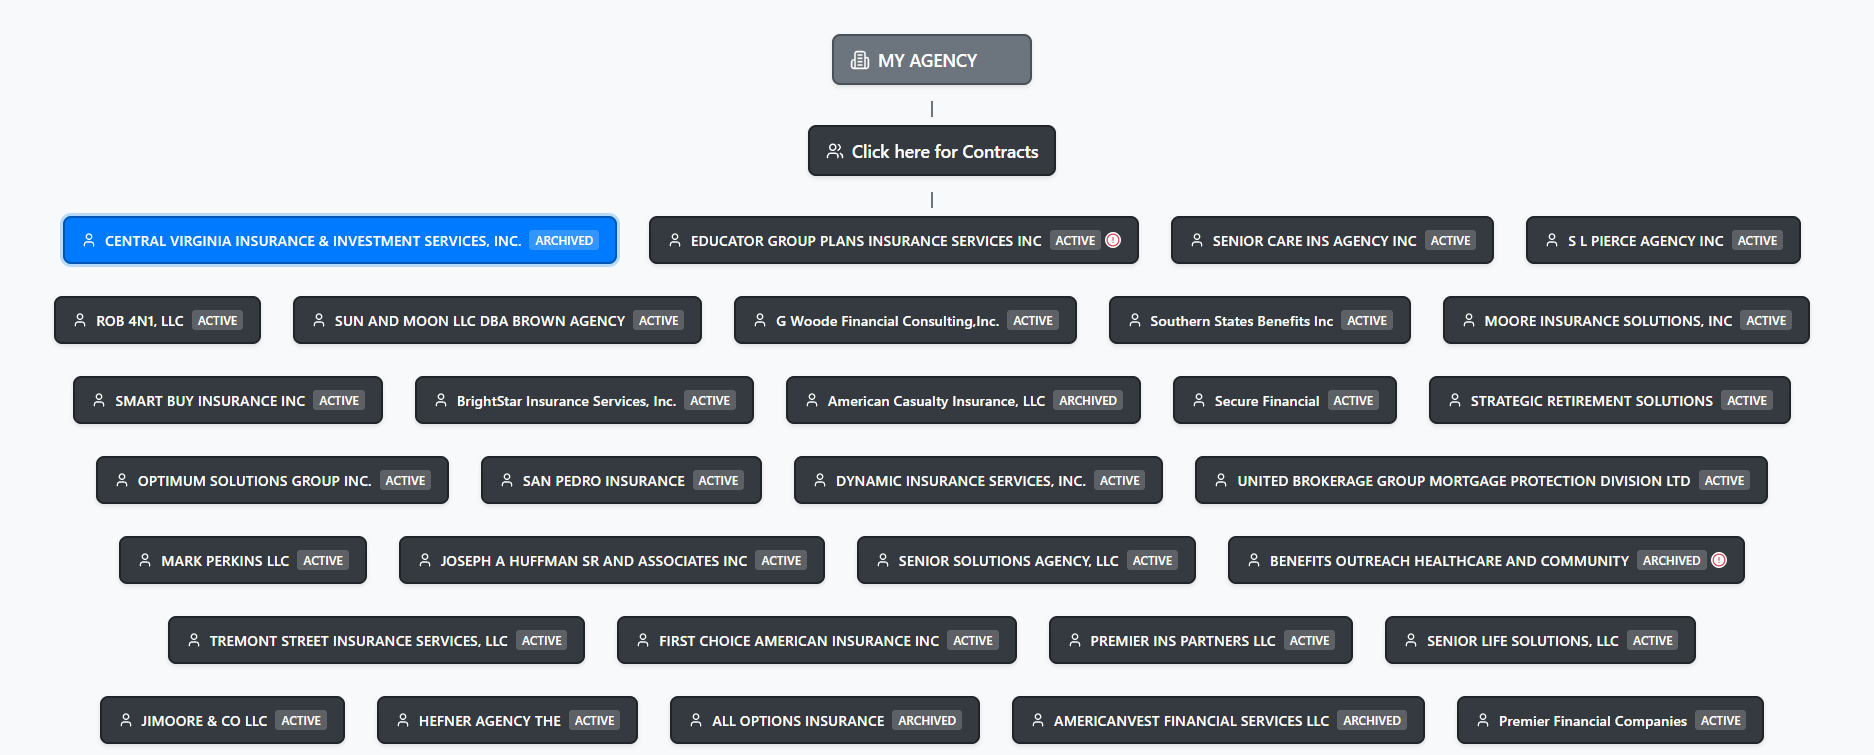 MY AGENCY
Click here for Contracts
CENTRAL VIRGINIA INSURANCE & INVESTMENT SERVICES, INC. ARCHIVED
EDUCATOR GROUP PLANS INSURANCE SERVICES INC ACTIVE
SENIOR CARE INS AGENCY INC ACTIVE
S L PIERCE AGENCY INC ACTIVE
ROB 4N1, LLC ACTIVE
SUN AND MOON LLC DBA BROWN AGENCY ACTIVE
G Woode Financial Consulting,Inc. ACTIVE
Southern States Benefits Inc ACTIVE
MOORE INSURANCE SOLUTIONS, INC ACTIVE
SMART BUY INSURANCE INC ACTIVE
BrightStar Insurance Services, Inc. ACTIVE
American Casualty Insurance, LLC ARCHIVED
Secure Financial ACTIVE
STRATEGIC RETIREMENT SOLUTIONS ACTIVE
OPTIMUM SOLUTIONS GROUP INC. ACTIVE
SAN PEDRO INSURANCE ACTIVE
DYNAMIC INSURANCE SERVICES, INC. ACTIVE
UNITED BROKERAGE GROUP MORTGAGE PROTECTION DIVISION LTD ACTIVE
MARK PERKINS LLC ACTIVE
JOSEPH A HUFFMAN SR AND ASSOCIATES INC ACTIVE
SENIOR SOLUTIONS AGENCY, LLC ACTIVE
BENEFITS OUTREACH HEALTHCARE AND COMMUNITY ARCHIVED
TREMONT STREET INSURANCE SERVICES, LLC ACTIVE
FIRST CHOICE AMERICAN INSURANCE INC ACTIVE
PREMIER INS PARTNERS LLC ACTIVE
SENIOR LIFE SOLUTIONS, LLC ACTIVE
JIMOORE & CO LLC ACTIVE
HEFNER AGENCY THE ACTIVE
ALL OPTIONS INSURANCE ARCHIVED
AMERICANVEST FINANCIAL SERVICES LLC ARCHIVED
Premier Financial Companies ACTIVE